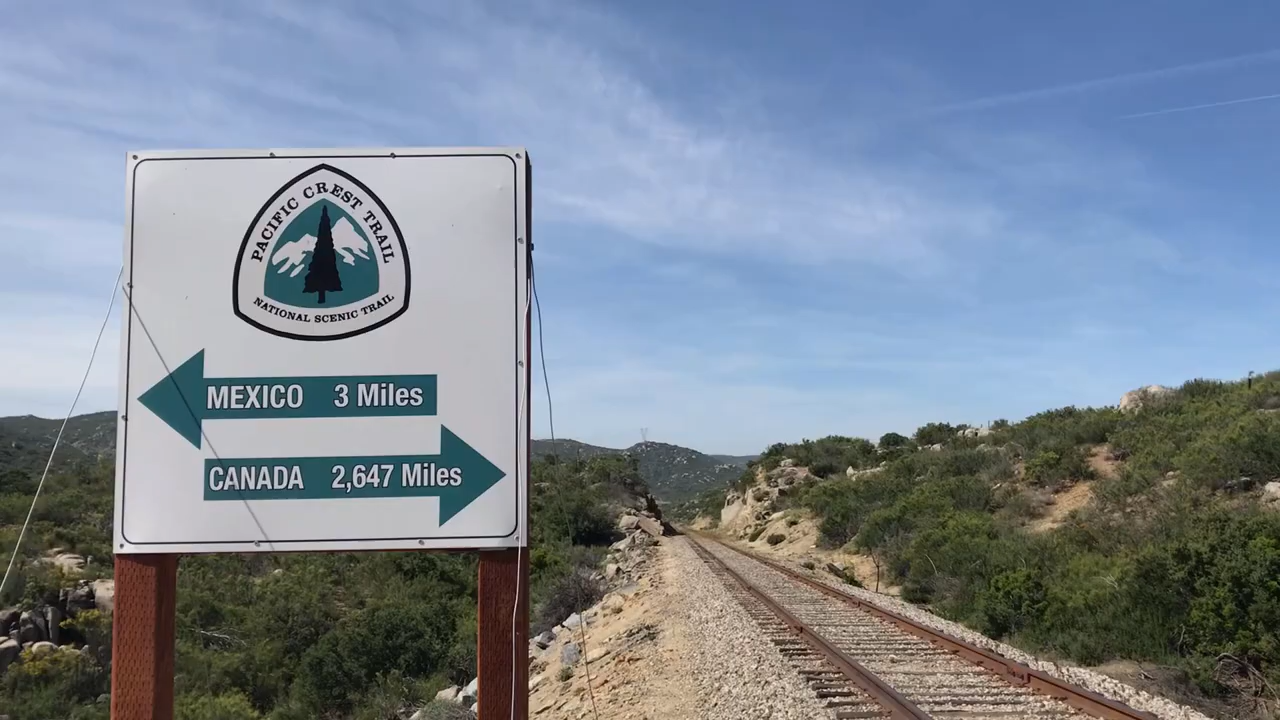 PACIFIC CREST TRAIL
NATIONAL SCENIC TRAIL
MEXICO 3 Miles
CANADA 2,647 Miles